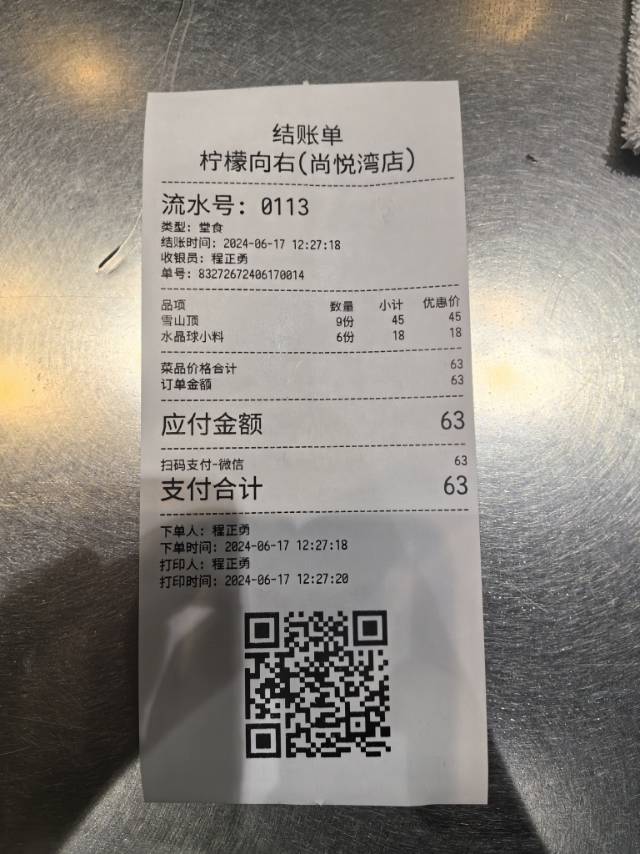 结账单
柠檬向右(尚悦湾店)
流水号: 0113
类型: 堂食
结账时间: 2024-06-17 12:27:18
收银员: 程正勇
单号: 83272672406170014
品项 数量 小计 优惠价
雪山顶 9份 45 45
水晶球小料 6份 18 18
菜品价格合计 63
订单金额 63
应付金额 63
扫码支付-微信 63
支付合计 63
下单人: 程正勇
下单时间: 2024-06-17 12:27:18
打印人: 程正勇
打印时间: 2024-06-17 12:27:20